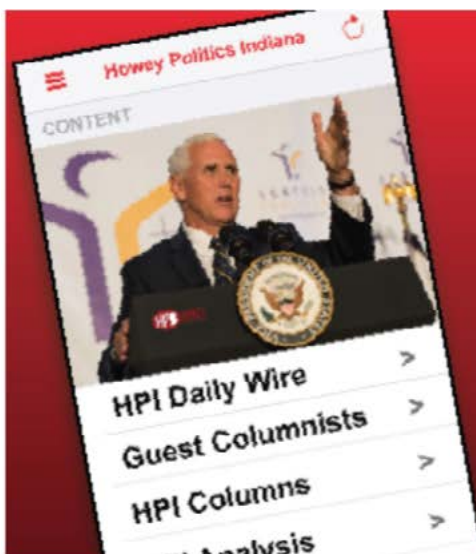 Howey Politics Indiana
CONTENT
HPI Daily Wire
Guest Columnists
HPI Columns
Analysis